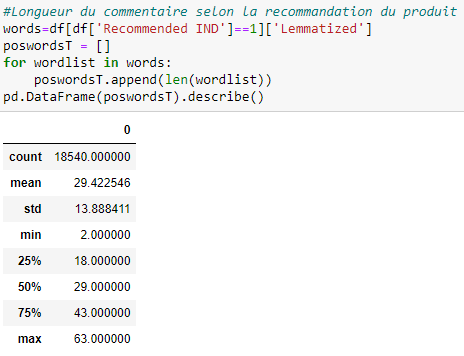 #Longueur du commentaire selon la recommandation du produit
words=df[df['Recommended IND']==1]['Lemmatized']
poswordsT = []
for wordlist in words:
    poswordsT.append(len(wordlist))
pd.DataFrame(poswordsT).describe()
0
count 18540.000000
mean 29.422546
std 13.888411
min 2.000000
25% 18.000000
50% 29.000000
75% 43.000000
max 63.000000